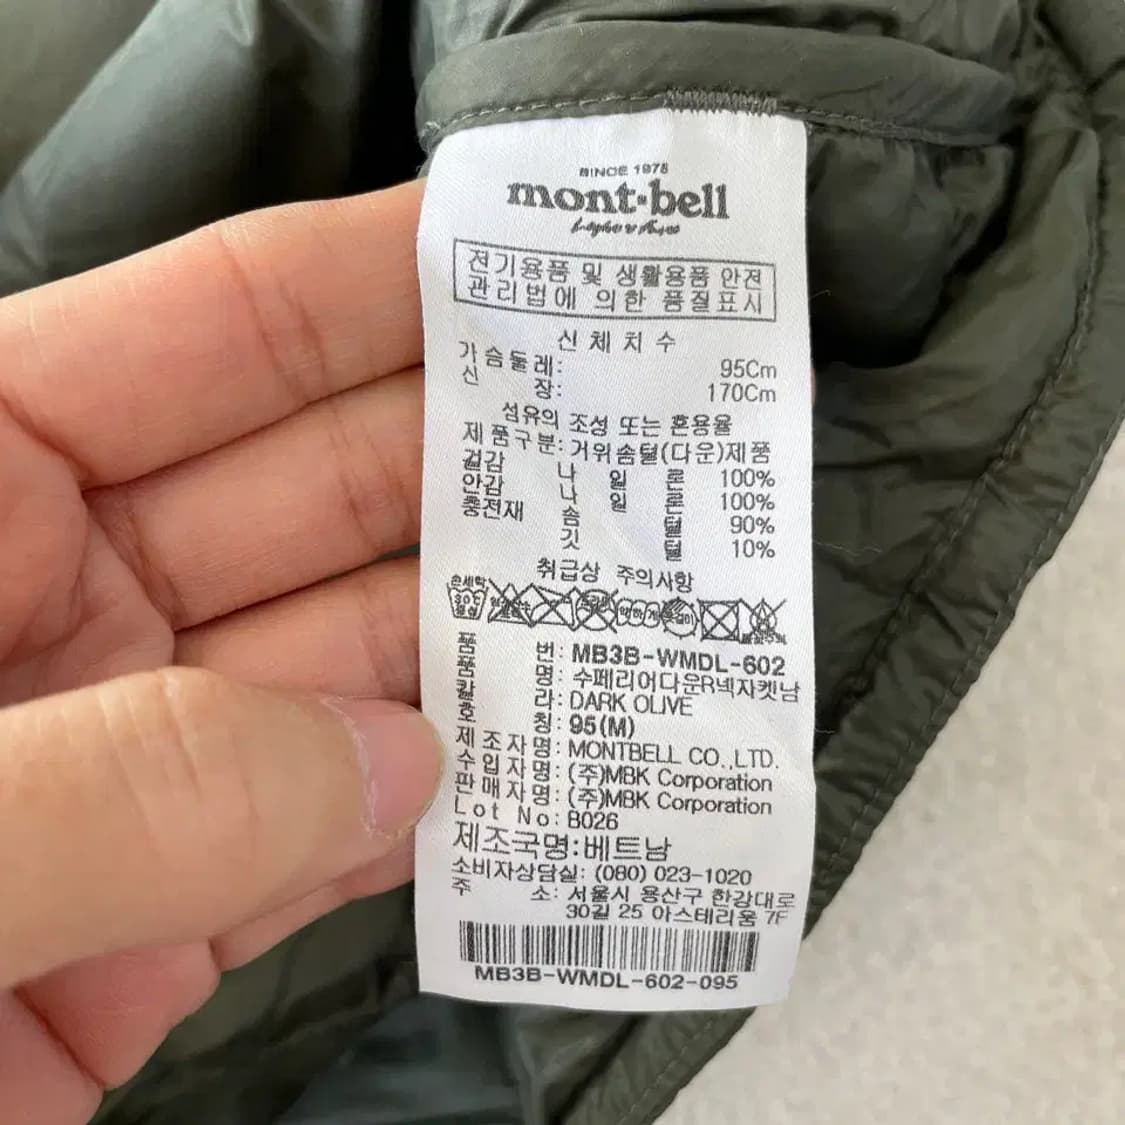 SINCE 1975
mont-bell
전기용품 및 생활용품 안전
관리법에 의한 품질표시
신체치수
가슴둘레: 95Cm
신 장: 170Cm
섬유의 조성 또는 혼용율
제품구분: 거위솜털(다운)제품
겉감 나 일 론 100%
안감 나 일 론 100%
충전재 솜 털 90%
깃 털 10%
취급상 주의사항
손세탁
30℃
중성
약하게
품 번: MB3B-WMDL-602
품 명: 수페리어다운R넥자켓남
칼 라: DARK OLIVE
호 칭: 95(M)
제조자명: MONTBELL CO.,LTD.
수입자명: (주)MBK Corporation
판매자명: (주)MBK Corporation
Lot No: B026
제조국명:베트남
소비자상담실: (080) 023-1020
주 소: 서울시 용산구 한강대로
30길 25 아스테리움 7F
MB3B-WMDL-602-095